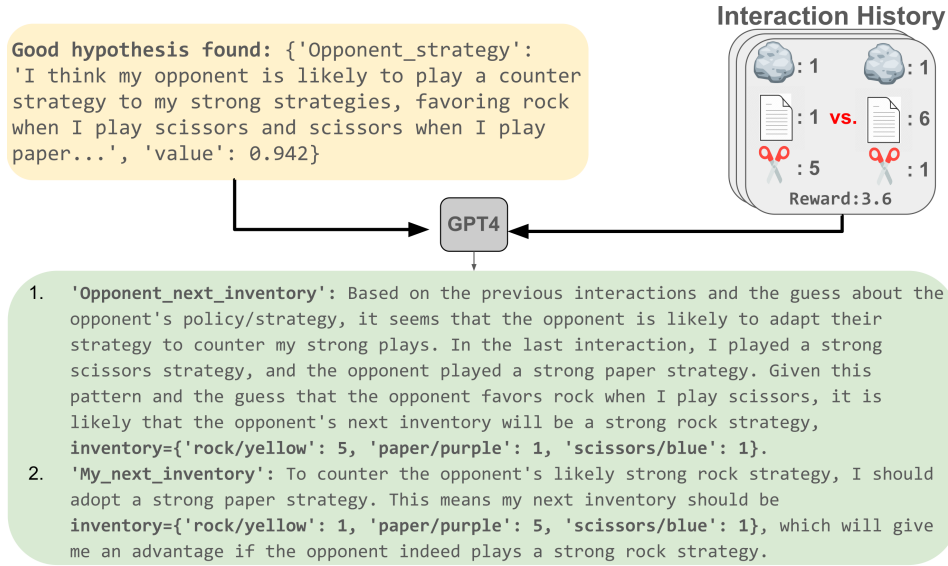 Interaction History
Good hypothesis found: {'Opponent_strategy':
'I think my opponent is likely to play a counter
strategy to my strong strategies, favoring rock
when I play scissors and scissors when I play
paper...', 'value': 0.942}
: 1
: 1
: 1 vs. : 6
: 5
: 1
Reward:3.6
GPT4
1. 'Opponent_next_inventory': Based on the previous interactions and the guess about the
opponent's policy/strategy, it seems that the opponent is likely to adapt their
strategy to counter my strong plays. In the last interaction, I played a strong
scissors strategy, and the opponent played a strong paper strategy. Given this
pattern and the guess that the opponent favors rock when I play scissors, it is
likely that the opponent's next inventory will be a strong rock strategy,
inventory={'rock/yellow': 5, 'paper/purple': 1, 'scissors/blue': 1}.
2. 'My_next_inventory': To counter the opponent's likely strong rock strategy, I should
adopt a strong paper strategy. This means my next inventory should be
inventory={'rock/yellow': 1, 'paper/purple': 5, 'scissors/blue': 1}, which will give
me an advantage if the opponent indeed plays a strong rock strategy.